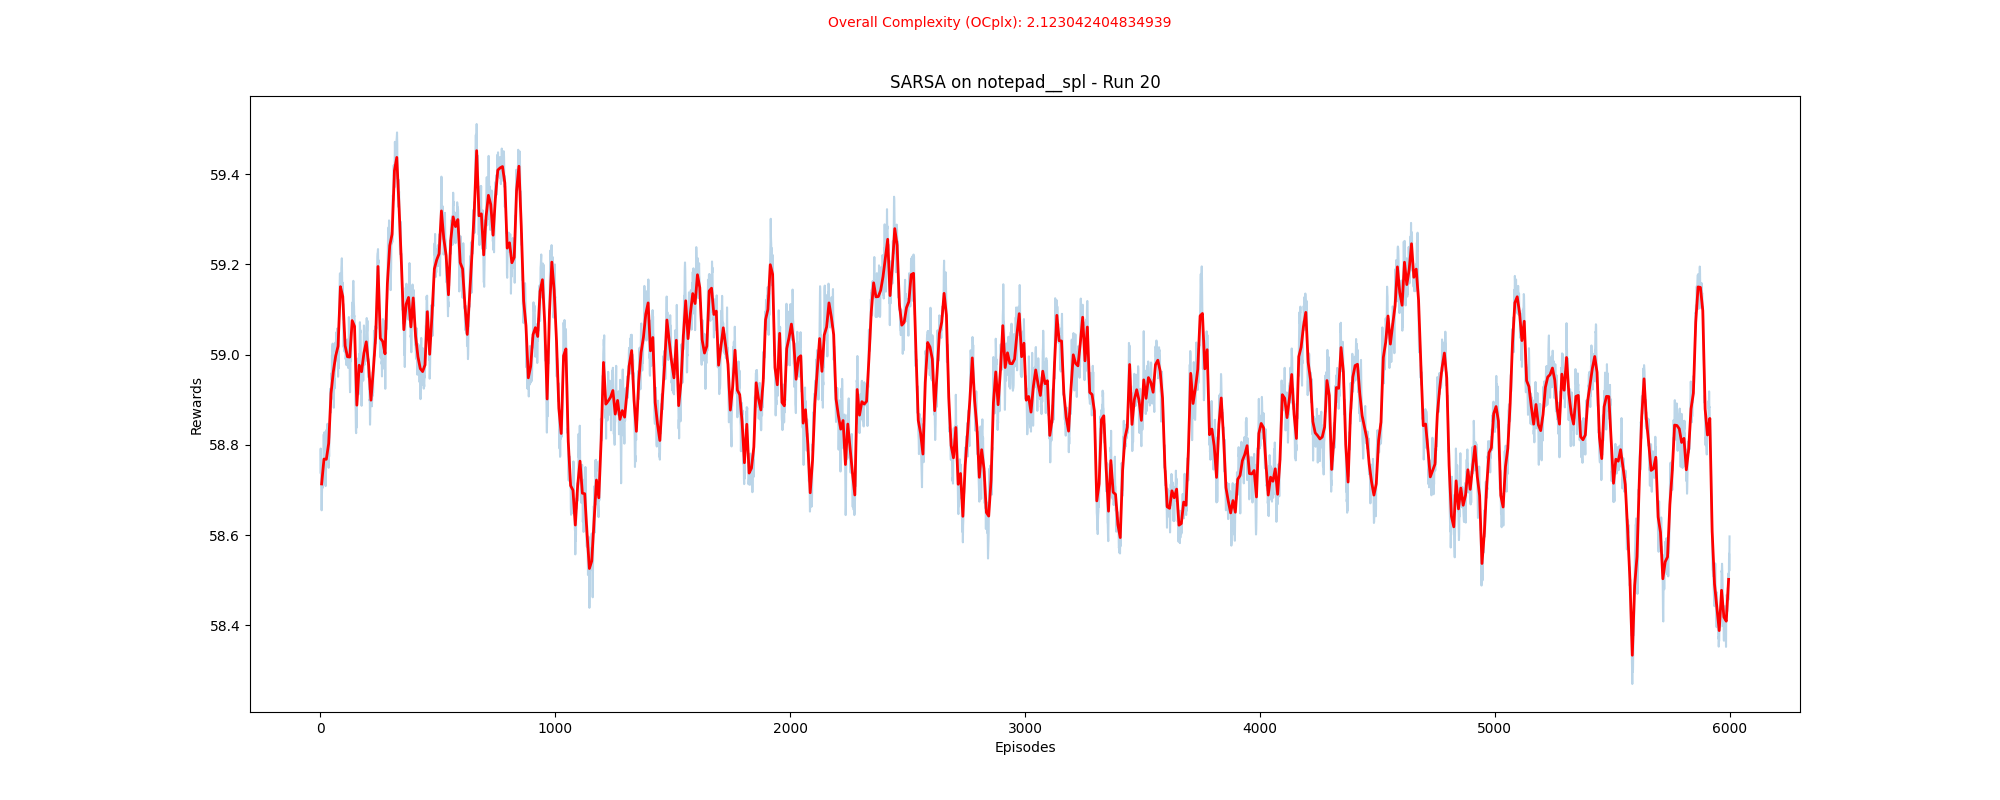 Overall Complexity (OCplx): 2.123042404834939
SARSA on notepad__spl - Run 20
59.4
59.2
59.0
58.8
58.6
58.4
Rewards
0 1000 2000 3000 4000 5000 6000
Episodes